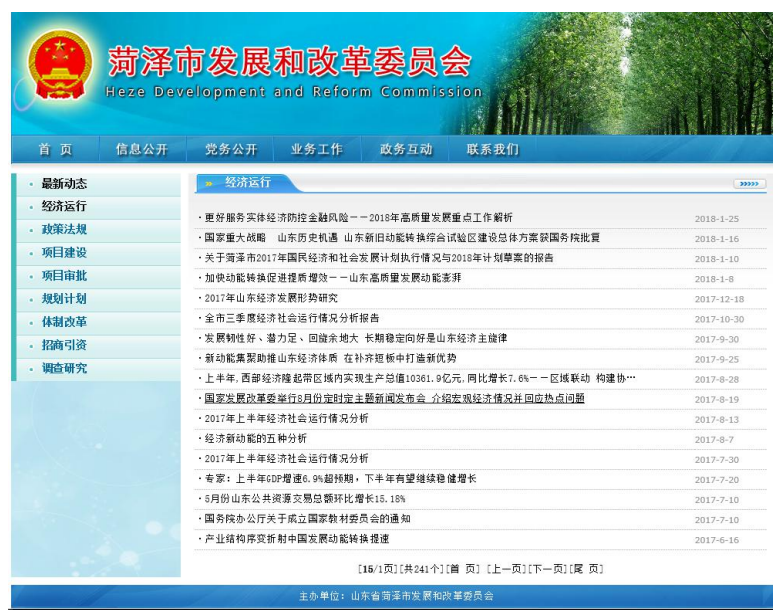 菏泽市发展和改革委员会
Heze Development and Reform Commission
首 页 信息公开 党务公开 业务工作 政务互动 联系我们
最新动态
经济运行
政策法规
项目建设
项目审批
规划计划
体制改革
招商引资
调查研究
经济运行
·更好服务实体经济防控金融风险－－2018年高质量发展重点工作解析 2018-1-25
·国家重大战略 山东历史机遇 山东新旧动能转换综合试验区建设总体方案获国务院批复 2018-1-16
·关于菏泽市2017年国民经济和社会发展计划执行情况与2018年计划草案的报告 2018-1-10
·加快动能转换促进提质增效－－山东高质量发展动能澎湃 2018-1-8
·2017年山东经济发展形势研究 2017-12-18
·全市三季度经济社会运行情况分析报告 2017-10-30
·发展韧性好、潜力足、回旋余地大 长期稳定向好是山东经济主旋律 2017-9-30
·新动能集聚助推山东经济体质 在补齐短板中打造新优势 2017-9-25
·上半年,西部经济隆起带区域内实现生产总值10361.9亿元,同比增长7.6%－－区域联动 构建协… 2017-8-28
·国家发展改革委举行8月份定时定主题新闻发布会 介绍宏观经济情况并回应热点问题 2017-8-19
·2017年上半年经济社会运行情况分析 2017-8-13
·经济新动能的五种分析 2017-8-7
·2017年上半年经济社会运行情况分析 2017-7-30
·专家：上半年GDP增速6.9%超预期，下半年有望继续稳健增长 2017-7-20
·5月份山东公共资源交易总额环比增长15.18% 2017-7-10
·国务院办公厅关于成立国家教材委员会的通知 2017-7-10
·产业结构序变折射中国发展动能转换提速 2017-6-16
[15/1页][共241个][首 页] [上一页][下一页][尾 页]
主办单位：山东省菏泽市发展和改革委员会